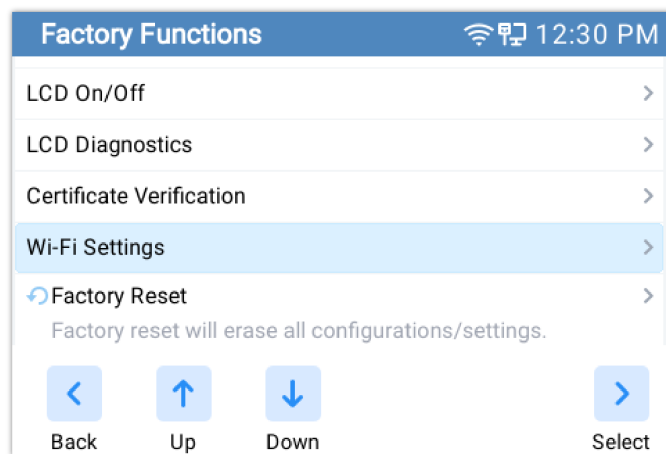 Factory Functions 12:30 PM
LCD On/Off
LCD Diagnostics
Certificate Verification
Wi-Fi Settings
Factory Reset
Factory reset will erase all configurations/settings.
Back Up Down Select